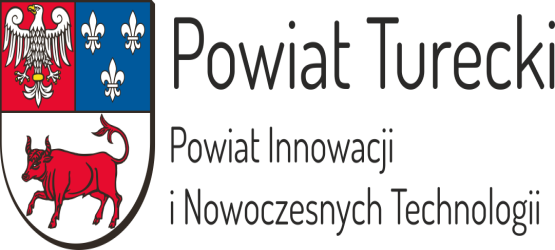 Powiat Turecki
Powiat Innowacji
i Nowoczesnych Technologii